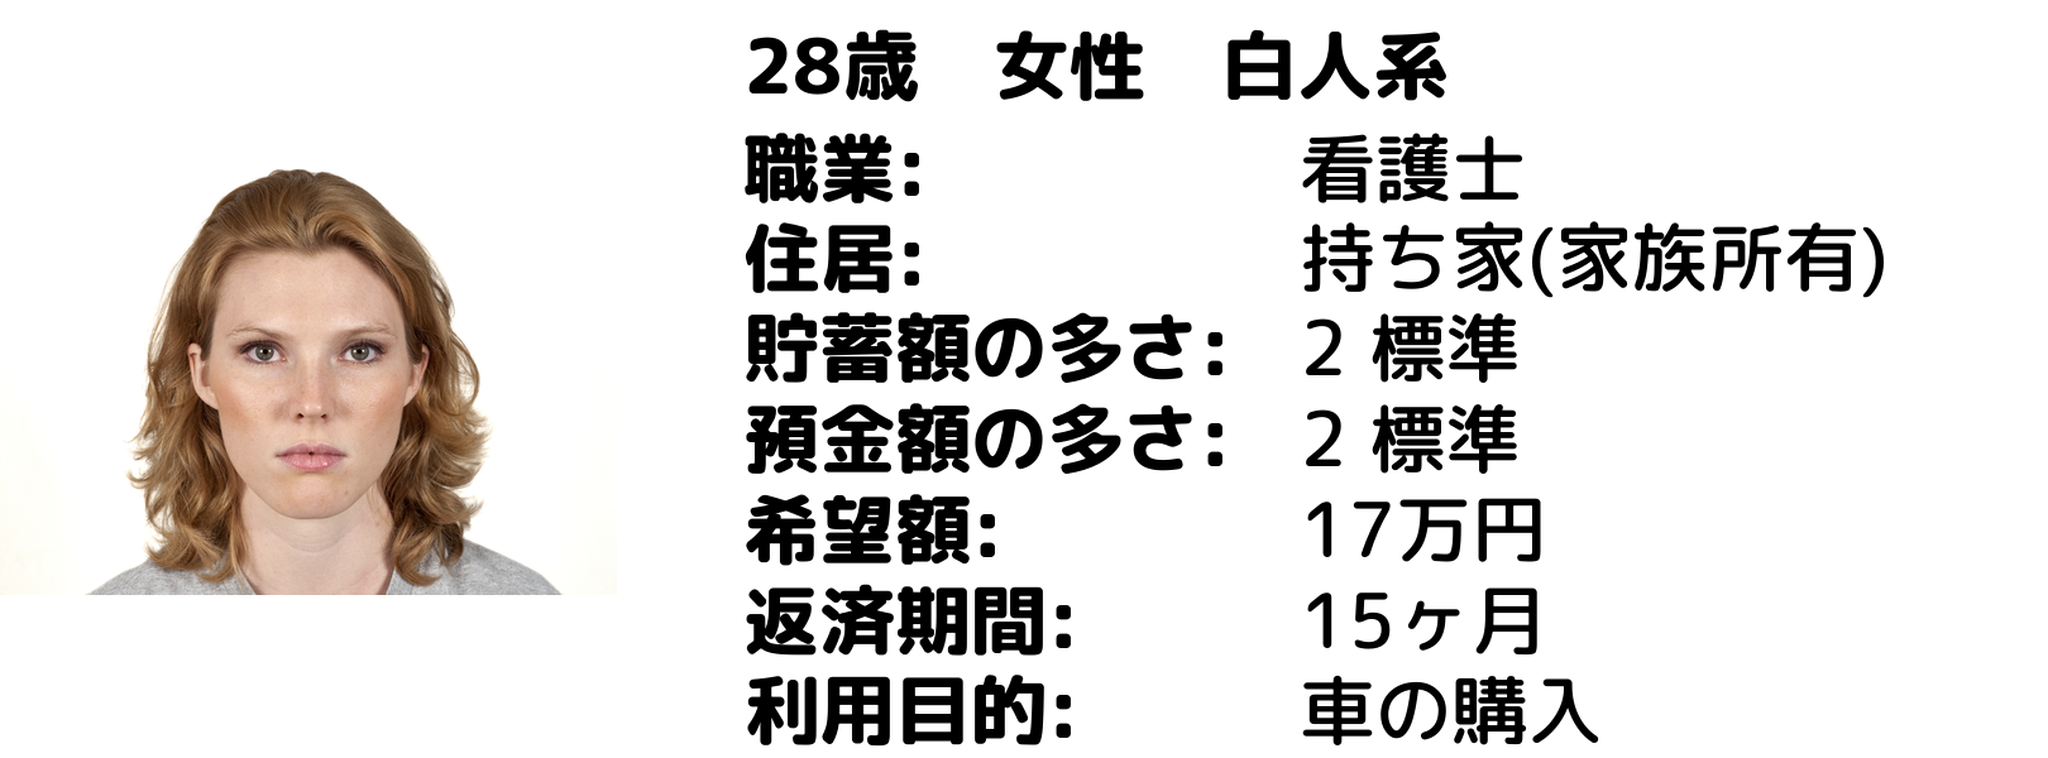 28歳　女性　白人系
職業: 看護士
住居: 持ち家(家族所有)
貯蓄額の多さ: 2 標準
預金額の多さ: 2 標準
希望額: 17万円
返済期間: 15ヶ月
利用目的: 車の購入